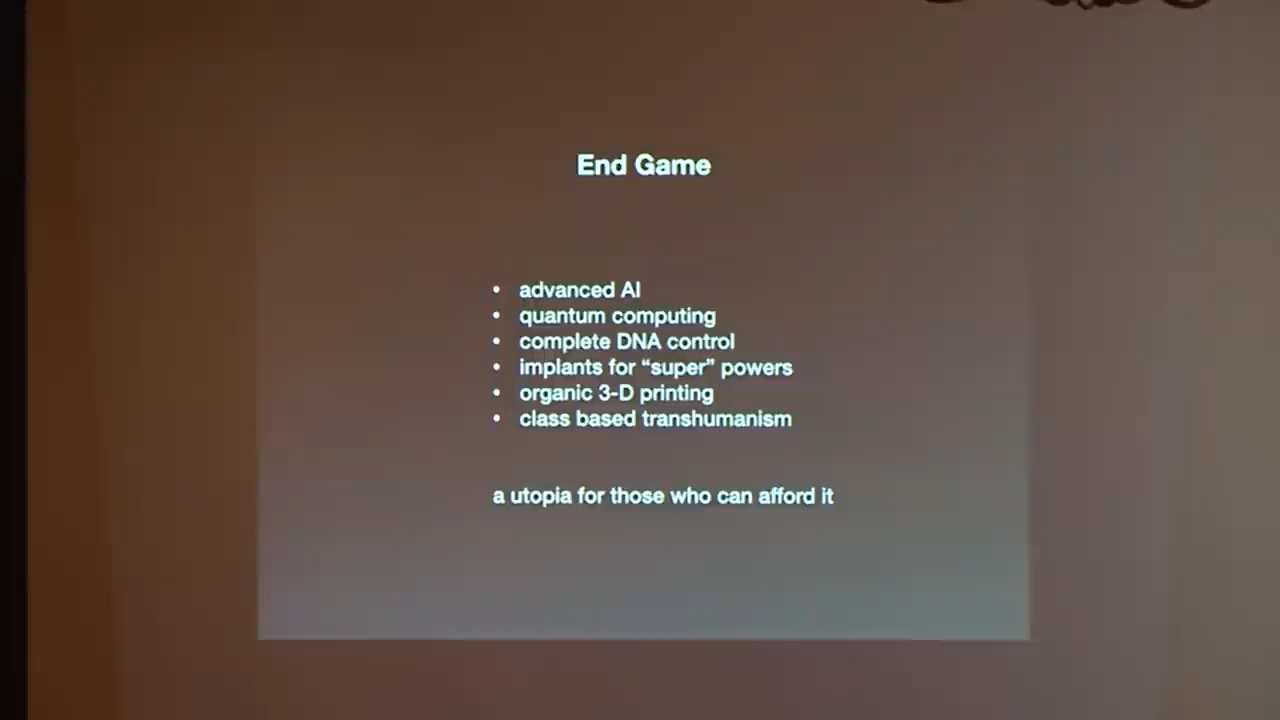 End Game
• advanced AI
• quantum computing
• complete DNA control
• implants for “super” powers
• organic 3-D printing
• class based transhumanism
a utopia for those who can afford it